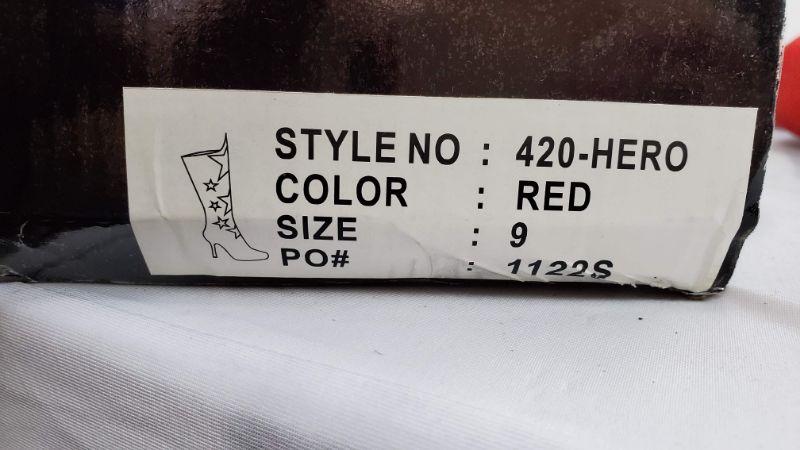 STYLE NO : 420-HERO
COLOR : RED
SIZE : 9
PO# : 1122S